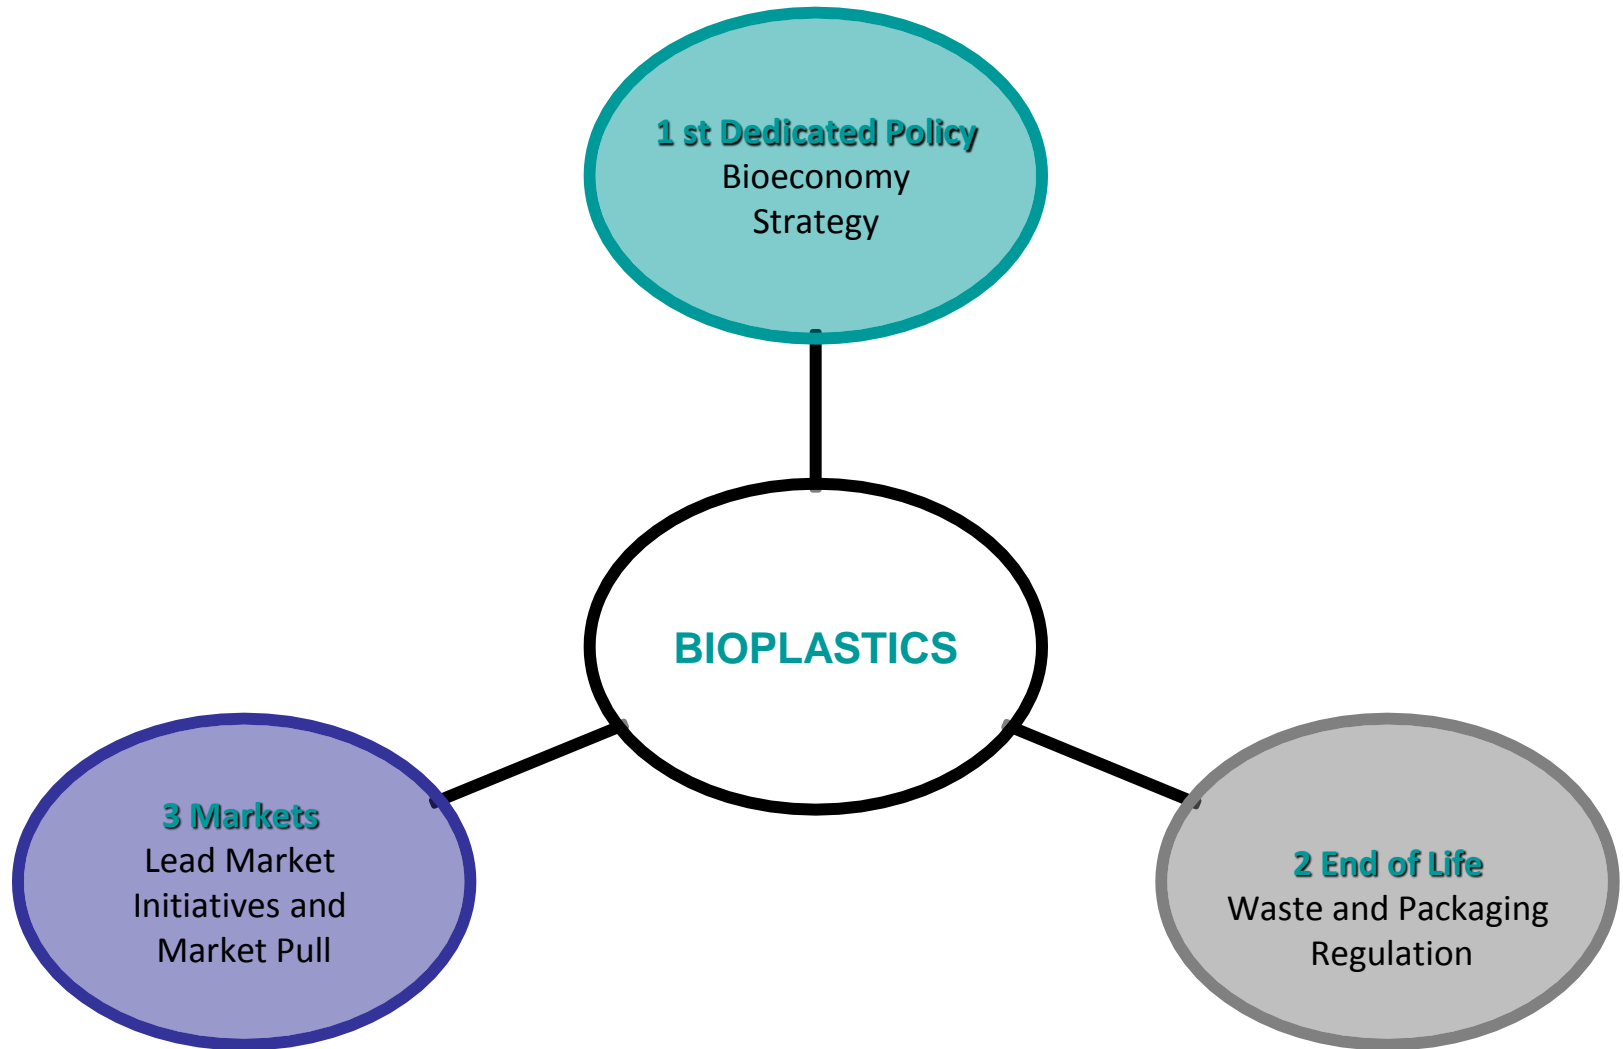 1 st Dedicated Policy
Bioeconomy
Strategy
BIOPLASTICS
3 Markets
Lead Market
Initiatives and
Market Pull
2 End of Life
Waste and Packaging
Regulation